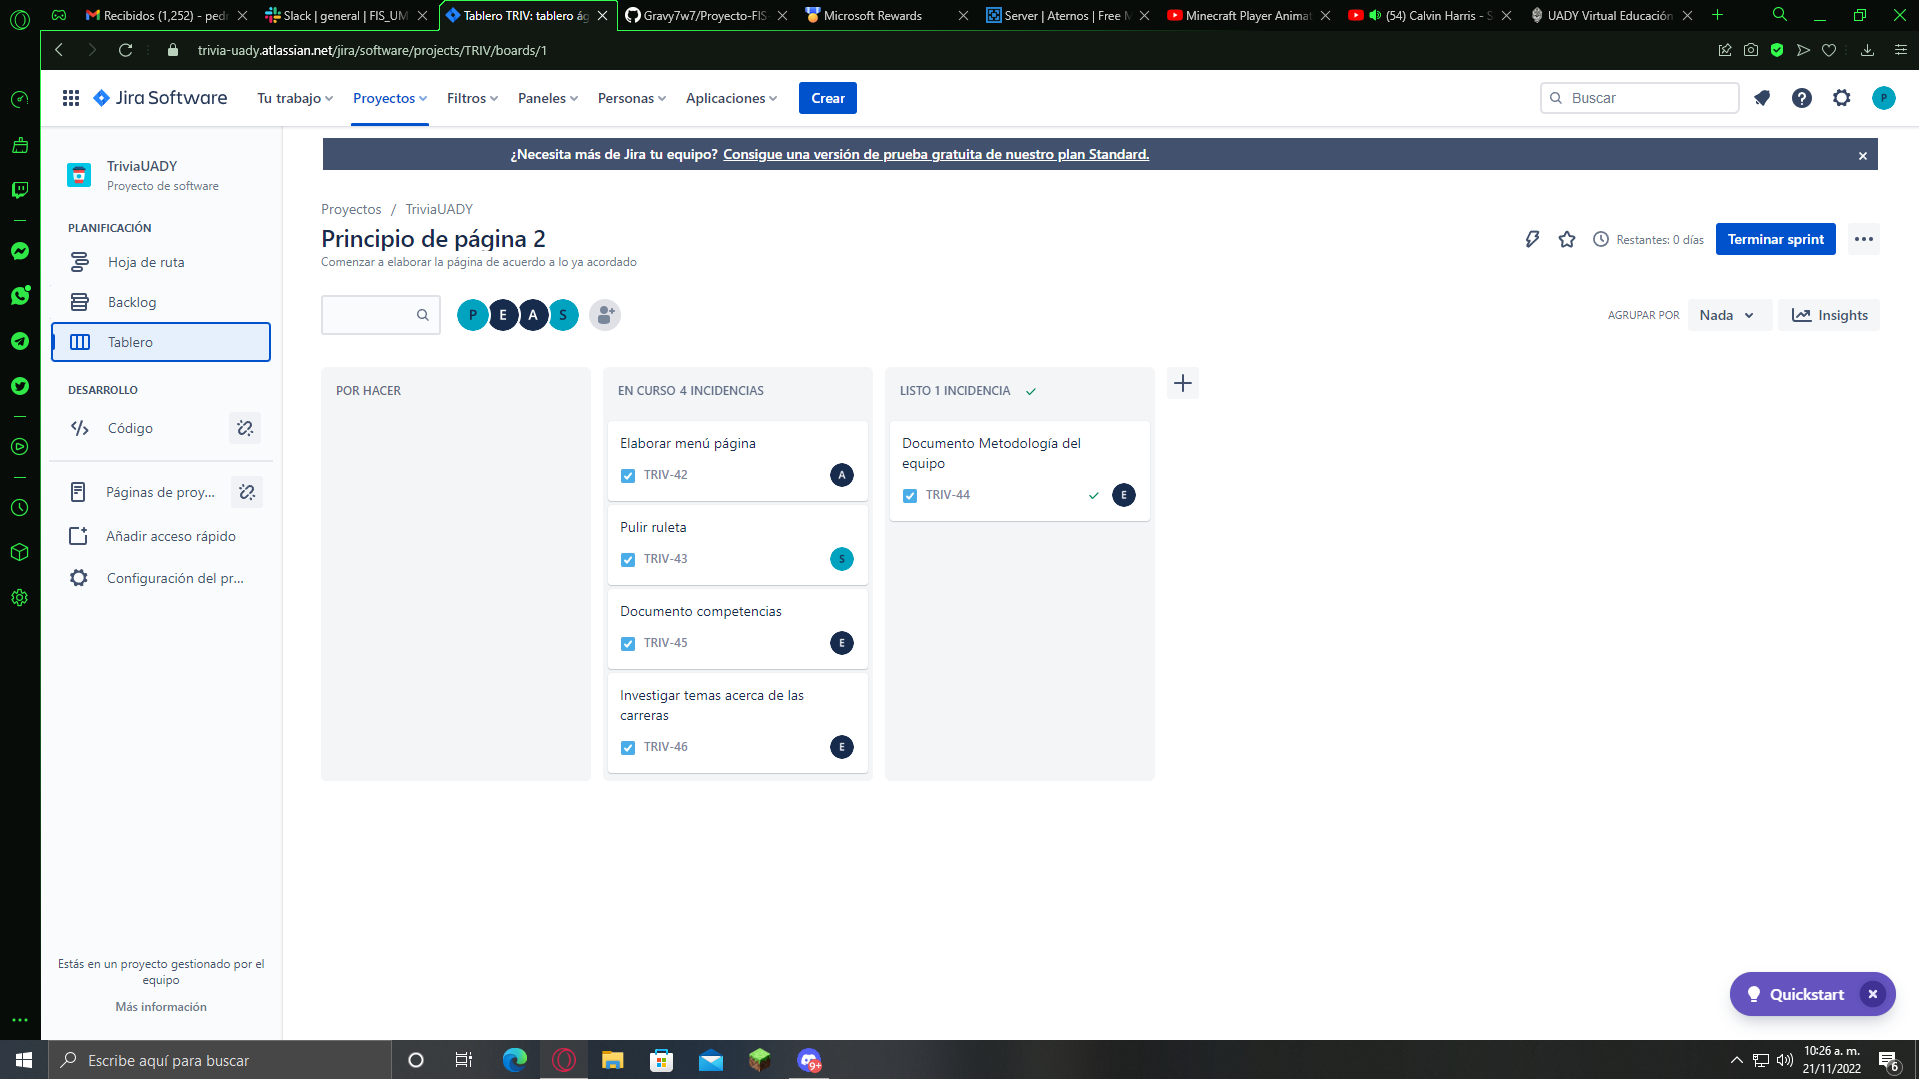 Recibidos (1,252) - pedr
Slack | general | FIS_UM
Tablero TRIV: tablero ág
Gravy7w7/Proyecto-FIS
Microsoft Rewards
Server | Aternos | Free M
Minecraft Player Animat
(54) Calvin Harris - S
UADY Virtual Educación
trivia-uady.atlassian.net/jira/software/projects/TRIV/boards/1
Jira Software
Tu trabajo
Proyectos
Filtros
Paneles
Personas
Aplicaciones
Crear
Buscar
P
¿Necesita más de Jira tu equipo? Consigue una versión de prueba gratuita de nuestro plan Standard.
TriviaUADY
Proyecto de software
PLANIFICACIÓN
Hoja de ruta
Backlog
Tablero
DESARROLLO
Código
Páginas de proy...
Añadir acceso rápido
Configuración del pr...
Estás en un proyecto gestionado por el
equipo
Más información
Proyectos / TriviaUADY
Principio de página 2
Comenzar a elaborar la página de acuerdo a lo ya acordado
Restantes: 0 días
Terminar sprint
P E A S
AGRUPAR POR
Nada
Insights
POR HACER
EN CURSO 4 INCIDENCIAS
Elaborar menú página
TRIV-42
A
Pulir ruleta
TRIV-43
S
Documento competencias
TRIV-45
E
Investigar temas acerca de las
carreras
TRIV-46
E
LISTO 1 INCIDENCIA
Documento Metodología del
equipo
TRIV-44
E
Quickstart
Escribe aquí para buscar
9+
10:26 a. m.
21/11/2022
6